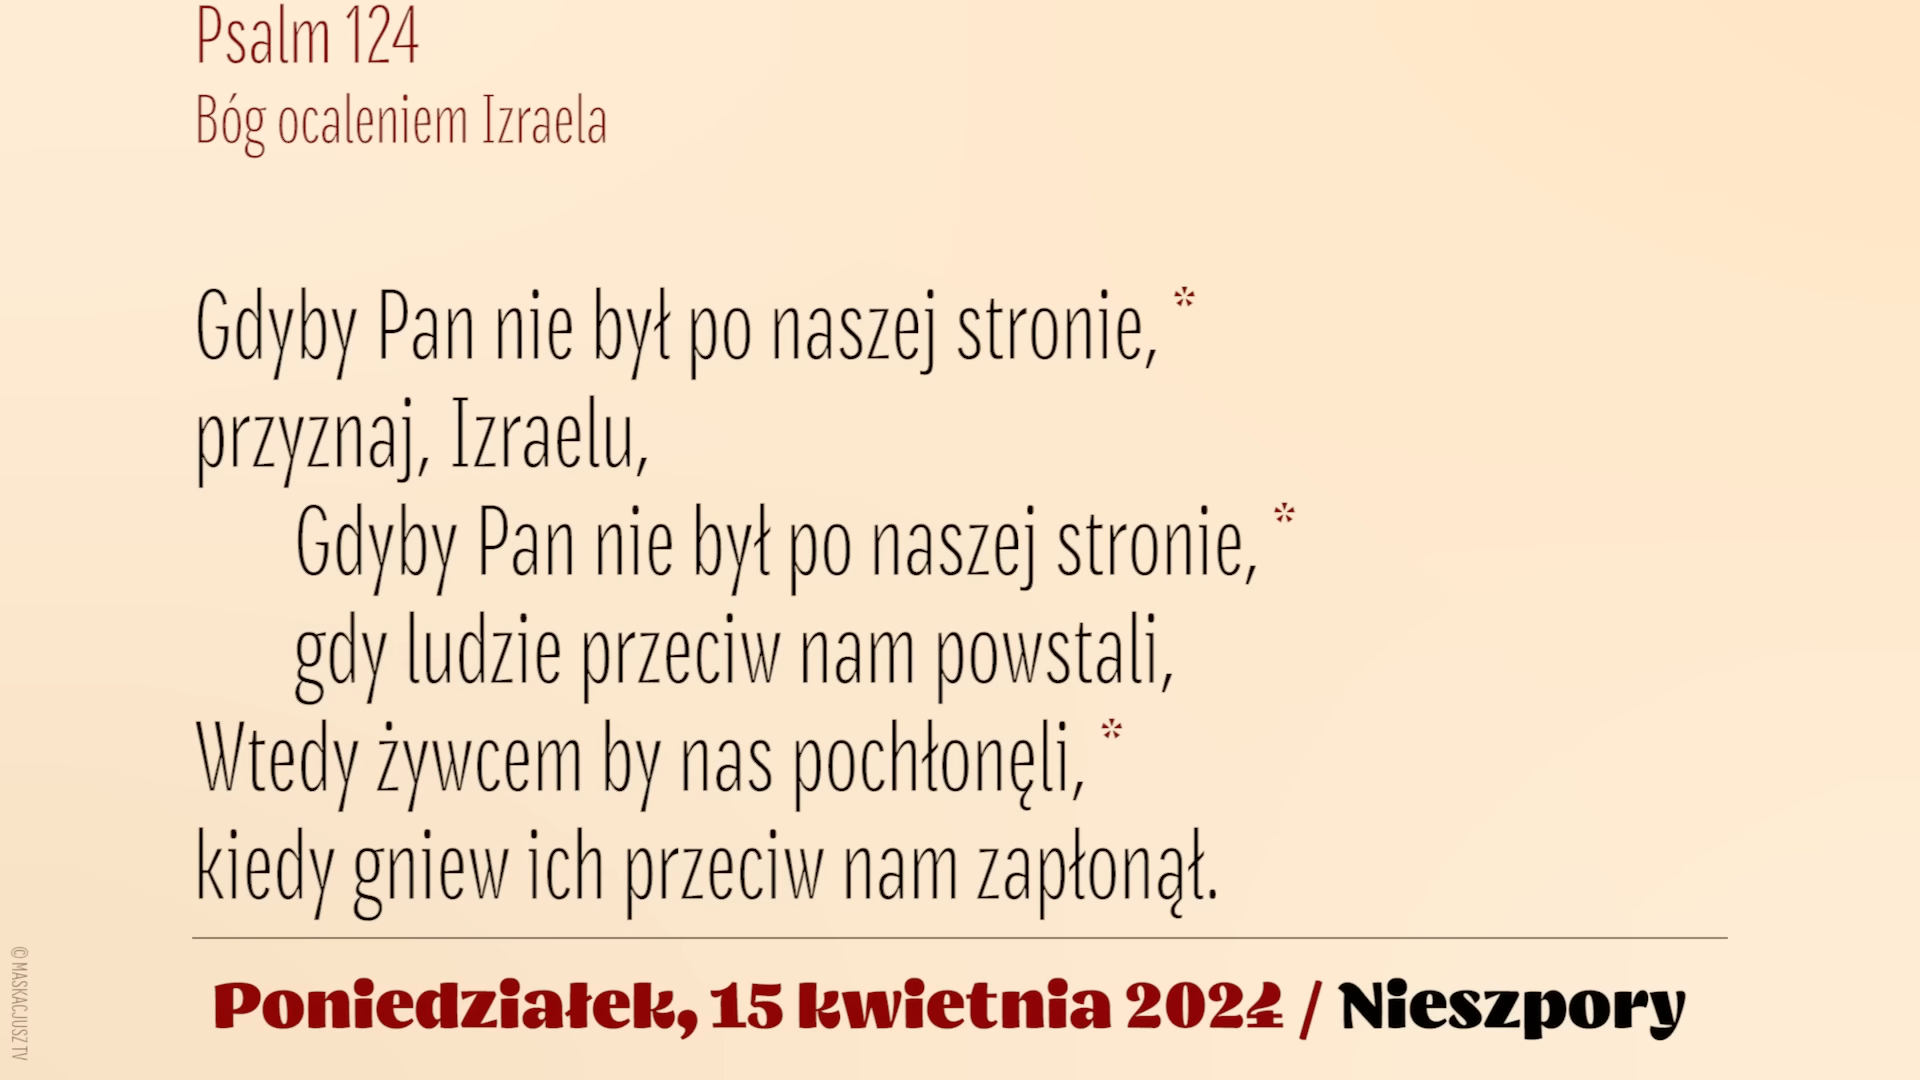 Psalm 124
Bóg ocaleniem Izraela
Gdyby Pan nie był po naszej stronie, *
przyznaj, Izraelu,
Gdyby Pan nie był po naszej stronie, *
gdy ludzie przeciw nam powstali,
Wtedy żywcem by nas pochłonęli, *
kiedy gniew ich przeciw nam zapłonął.
Poniedziałek, 15 kwietnia 2024 / Nieszpory
© MASKACJUSZ TV